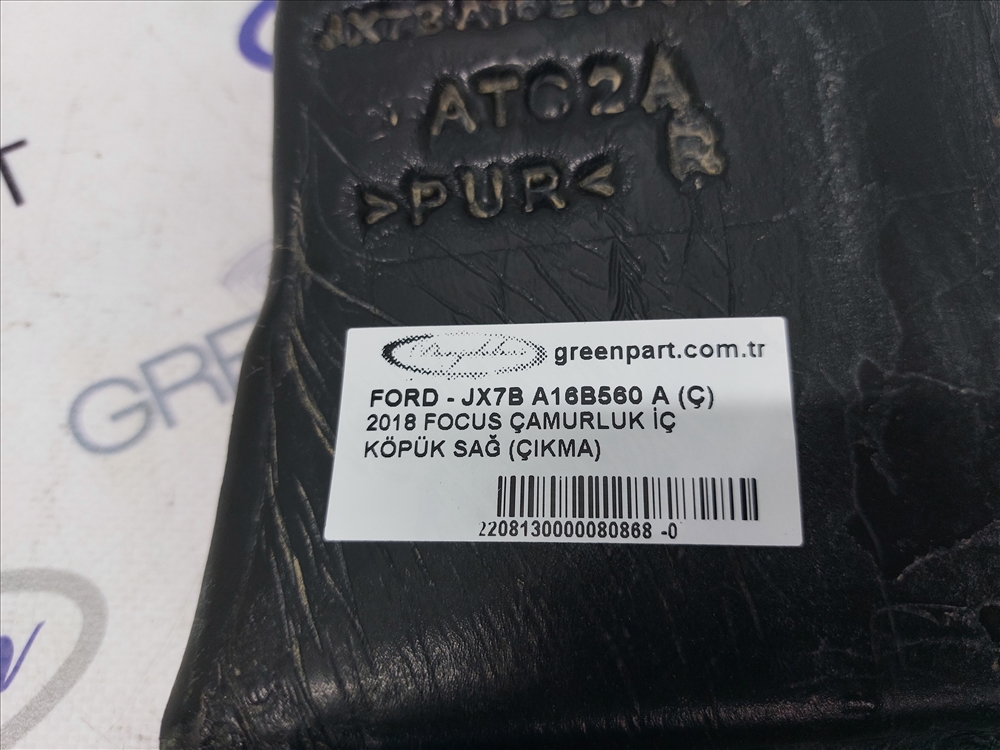 ATC2A
R
>PUR<
greenpart.com.tr
FORD - JX7B A16B560 A (Ç)
2018 FOCUS ÇAMURLUK İÇ
KÖPÜK SAĞ (ÇIKMA)
2208130000080868 -0